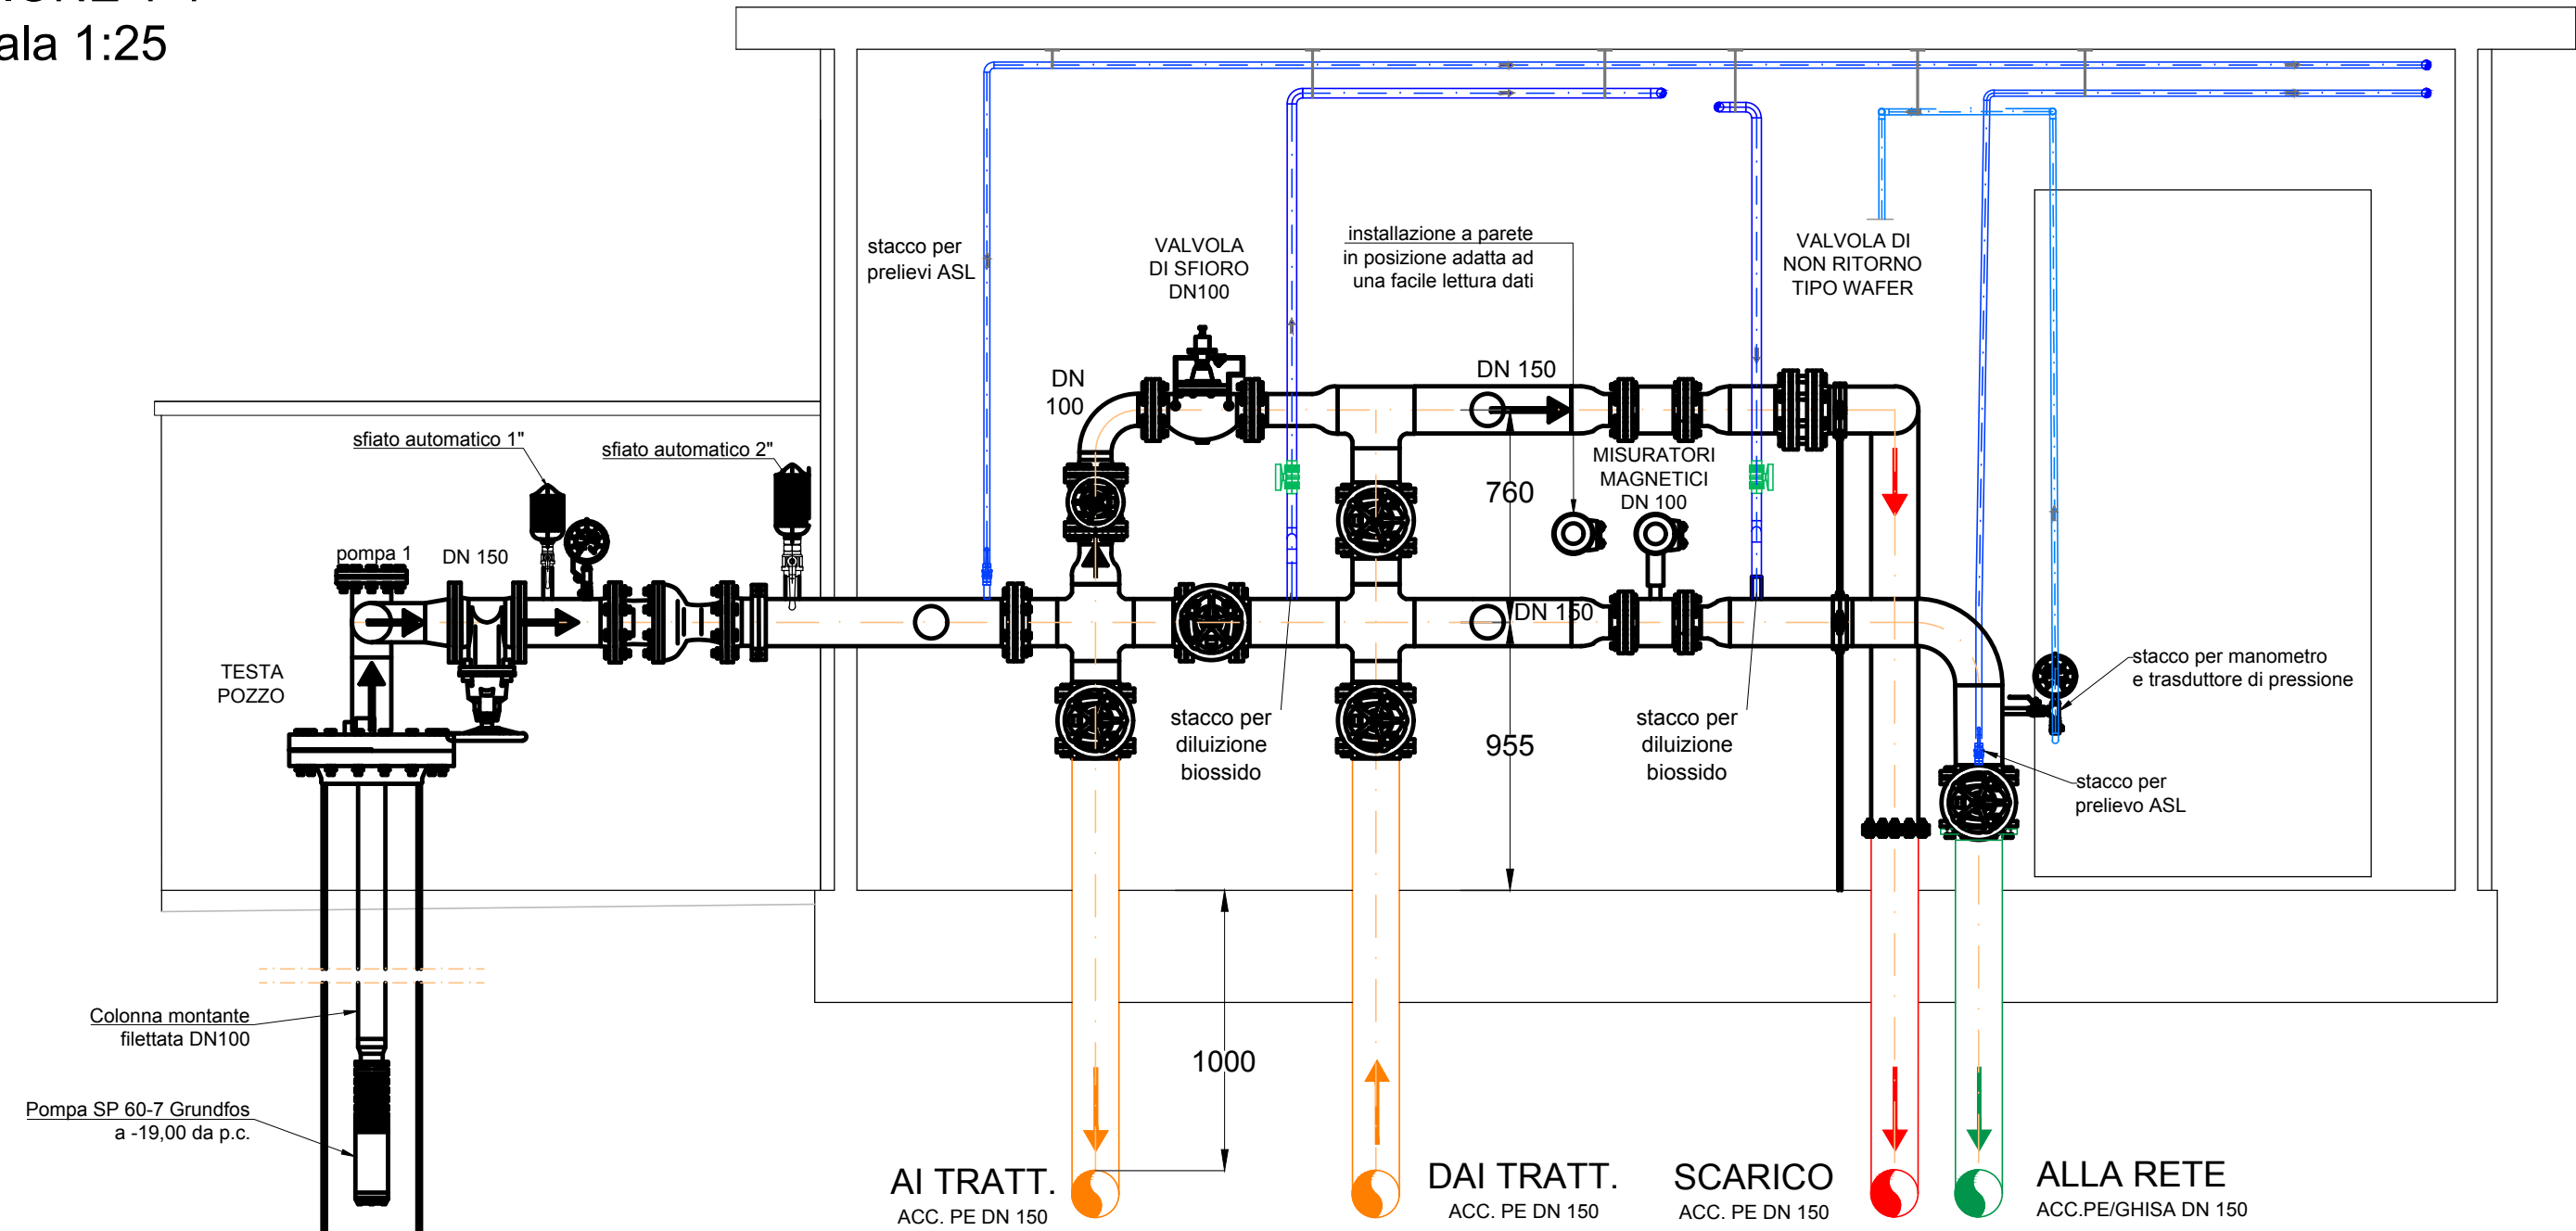 ala 1:25
stacco per
prelievi ASL
VALVOLA
DI SFIORO
DN100
installazione a parete
in posizione adatta ad
una facile lettura dati
VALVOLA DI
NON RITORNO
TIPO WAFER
DN
100
DN 150
sfiato automatico 1"
sfiato automatico 2"
MISURATORI
MAGNETICI
DN 100
760
pompa 1
DN 150
DN 150
TESTA
POZZO
stacco per manometro
e trasduttore di pressione
stacco per
diluizione
biossido
955
stacco per
diluizione
biossido
stacco per
prelievo ASL
Colonna montante
filettata DN100
1000
Pompa SP 60-7 Grundfos
a -19,00 da p.c.
AI TRATT.
ACC. PE DN 150
DAI TRATT.
ACC. PE DN 150
SCARICO
ACC. PE DN 150
ALLA RETE
ACC.PE/GHISA DN 150